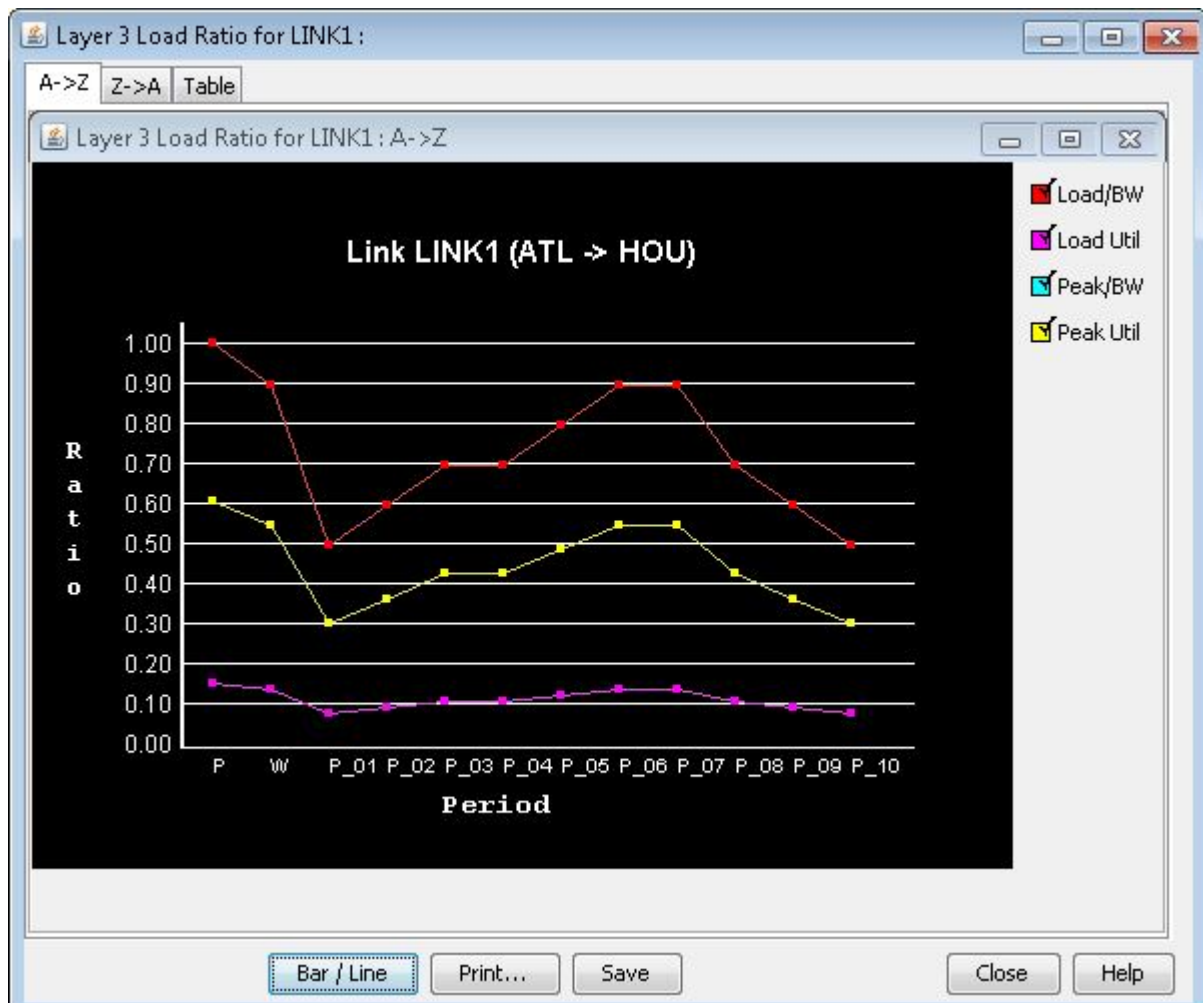 Layer 3 Load Ratio for LINK1 :
A->Z Z->A Table
Layer 3 Load Ratio for LINK1 : A->Z
Load/BW
Load Util
Peak/BW
Peak Util
Link LINK1 (ATL -> HOU)
1.00
0.90
0.80
0.70
0.60
0.50
0.40
0.30
0.20
0.10
0.00
Ratio
P W P_01 P_02 P_03 P_04 P_05 P_06 P_07 P_08 P_09 P_10
Period
Bar / Line Print... Save Close Help